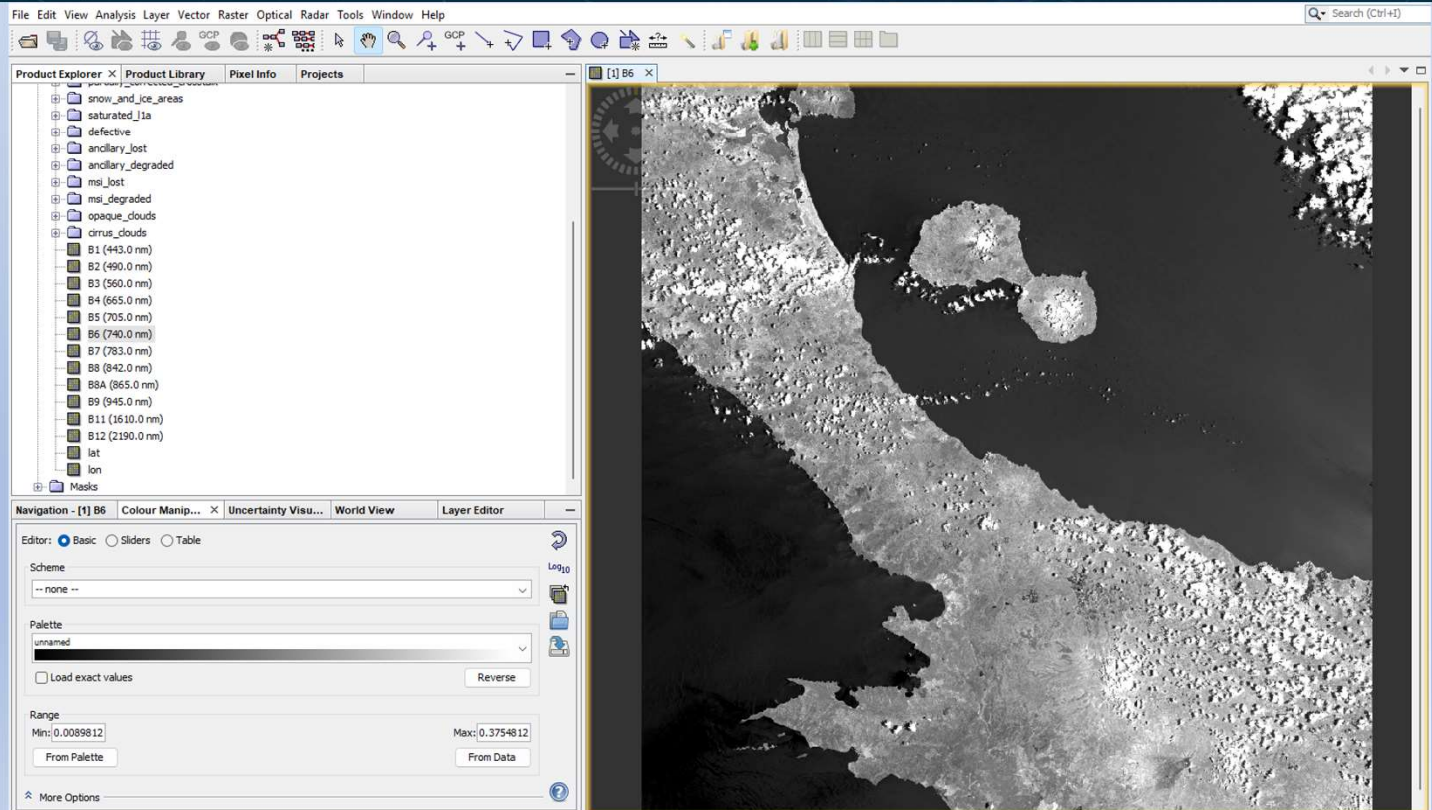 File Edit View Analysis Layer Vector Raster Optical Radar Tools Window Help
Search (Ctrl+I)
GCP GCP
Product Explorer Product Library Pixel Info Projects
[1] B6
partially_corrected_crosstalk
snow_and_ice_areas
saturated_l1a
defective
ancillary_lost
ancillary_degraded
msi_lost
msi_degraded
opaque_clouds
cirrus_clouds
B1 (443.0 nm)
B2 (490.0 nm)
B3 (560.0 nm)
B4 (665.0 nm)
B5 (705.0 nm)
B6 (740.0 nm)
B7 (783.0 nm)
B8 (842.0 nm)
B8A (865.0 nm)
B9 (945.0 nm)
B11 (1610.0 nm)
B12 (2190.0 nm)
lat
lon
Masks
Navigation - [1] B6 Colour Manip... Uncertainty Visu... World View Layer Editor
Editor: Basic Sliders Table
Log10
Scheme
-- none --
Palette
unnamed
Load exact values Reverse
Range
Min: 0.0089812 Max: 0.3754812
From Palette From Data
More Options